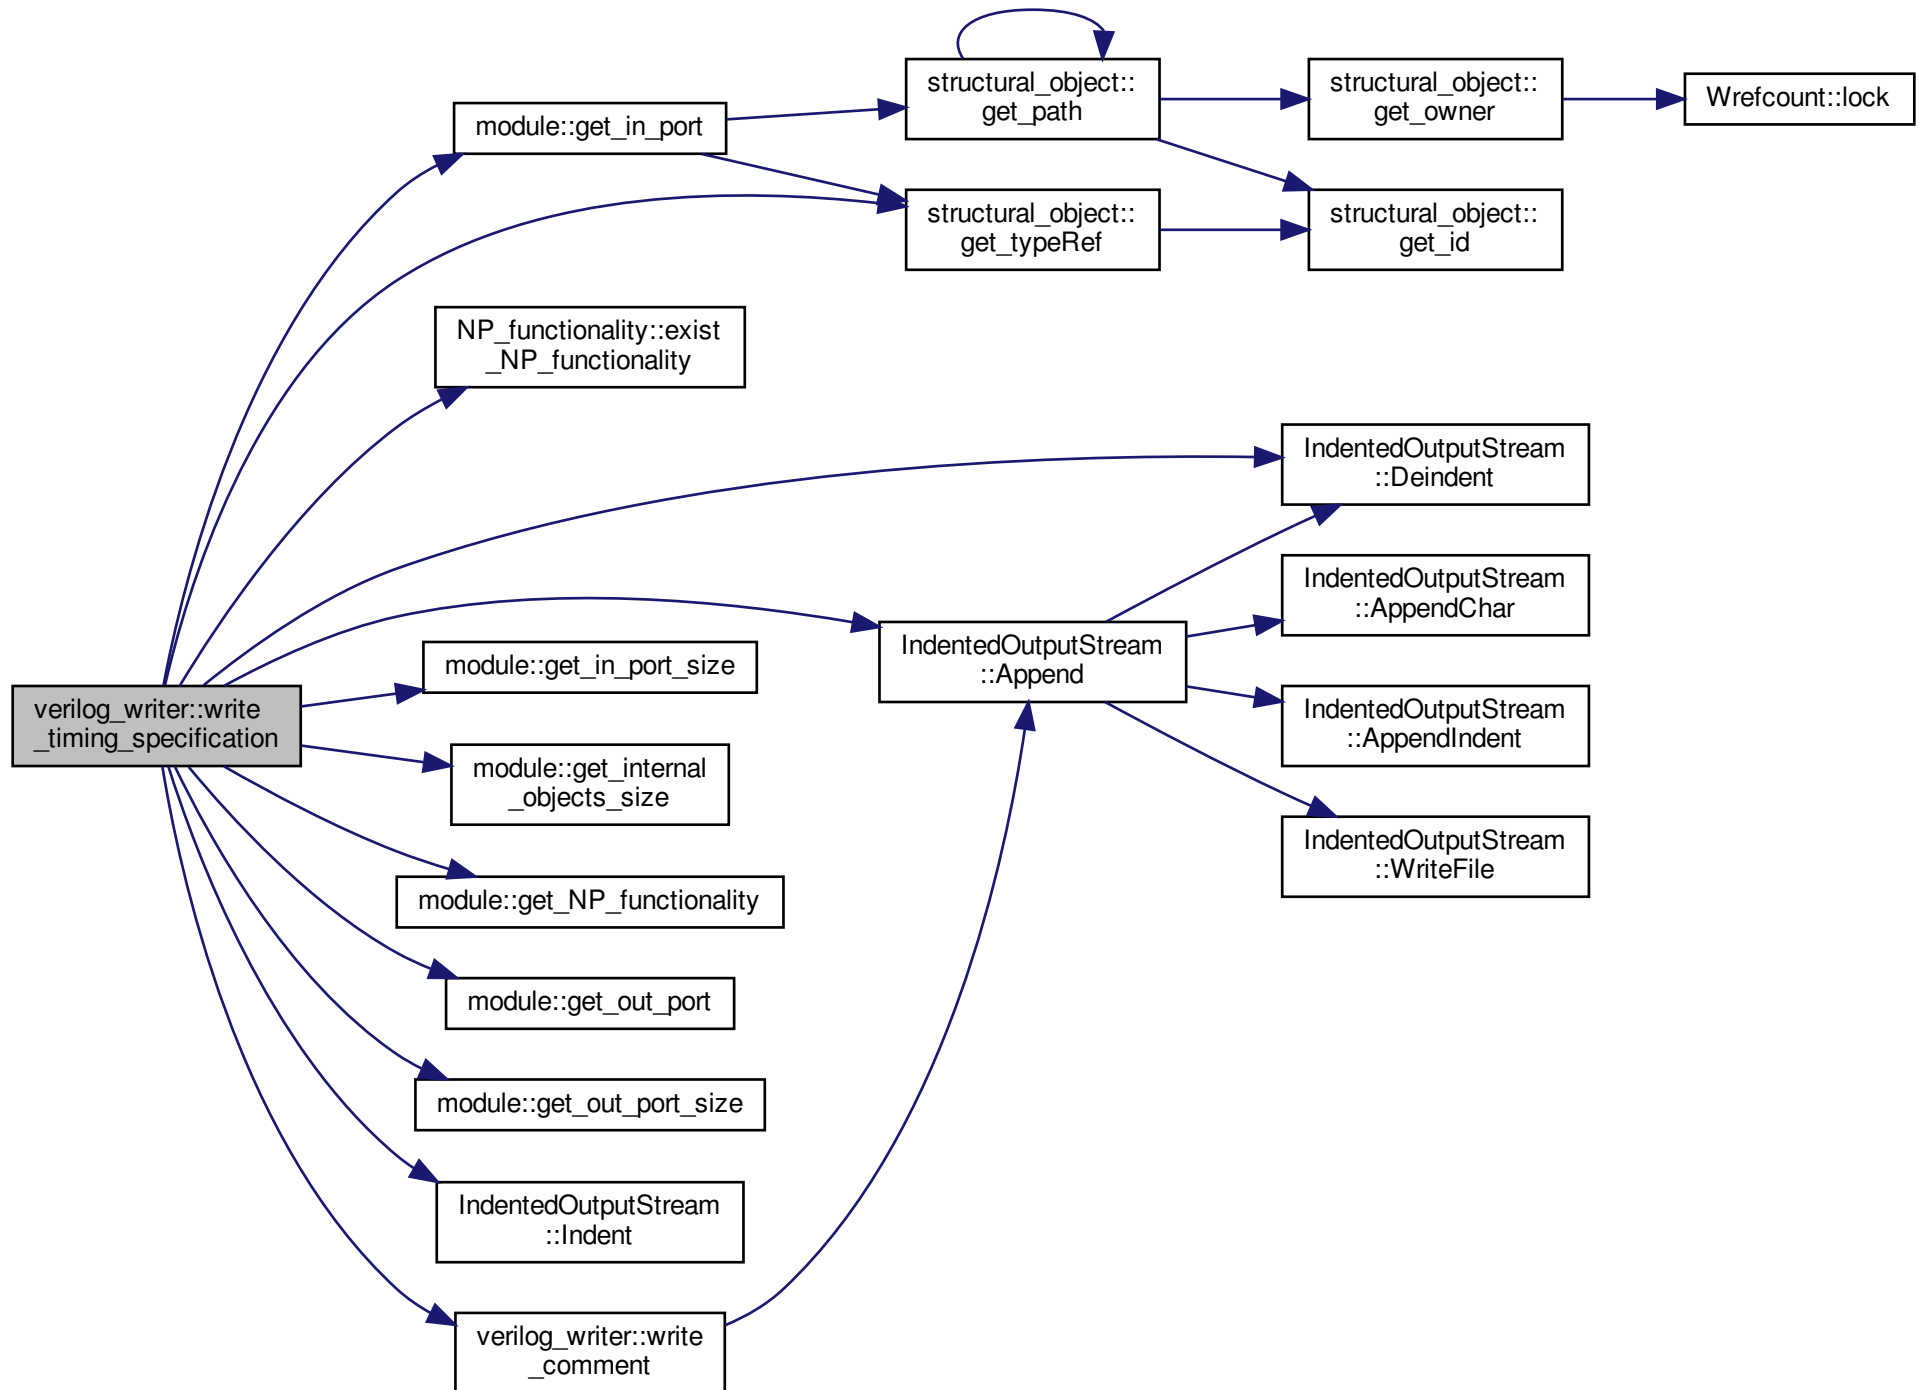 structural_object::
get_path
structural_object::
get_owner
Wrefcount::lock
module::get_in_port
structural_object::
get_typeRef
structural_object::
get_id
NP_functionality::exist
_NP_functionality
IndentedOutputStream
::Deindent
IndentedOutputStream
::AppendChar
IndentedOutputStream
::Append
module::get_in_port_size
verilog_writer::write
_timing_specification
IndentedOutputStream
::AppendIndent
module::get_internal
_objects_size
IndentedOutputStream
::WriteFile
module::get_NP_functionality
module::get_out_port
module::get_out_port_size
IndentedOutputStream
::Indent
verilog_writer::write
_comment